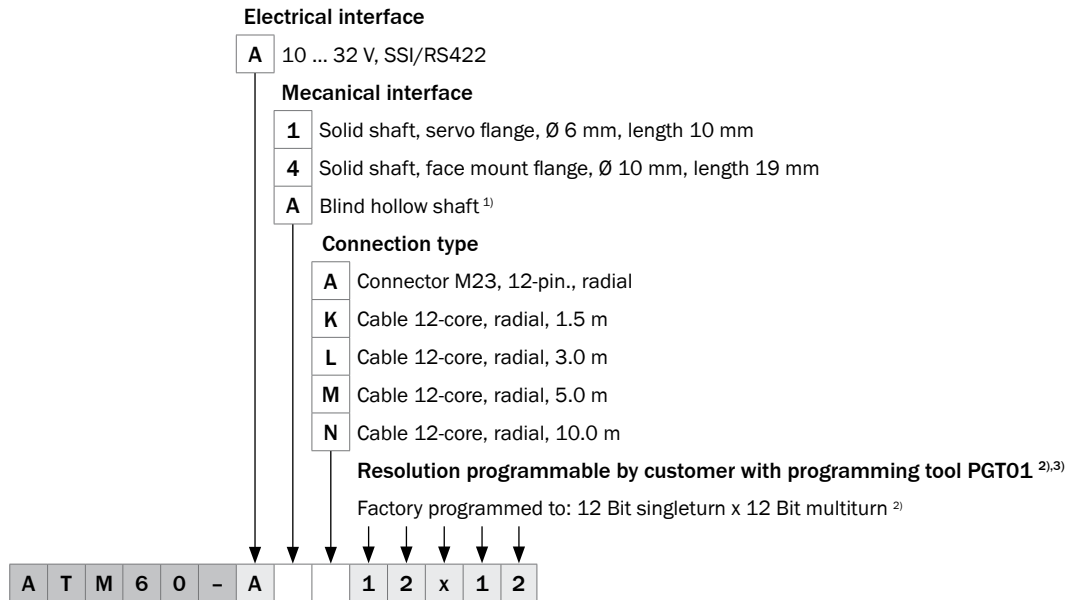 Electrical interface
A 10 ... 32 V, SSI/RS422
Mecanical interface
1 Solid shaft, servo flange, Ø 6 mm, length 10 mm
4 Solid shaft, face mount flange, Ø 10 mm, length 19 mm
A Blind hollow shaft 1)
Connection type
A Connector M23, 12-pin., radial
K Cable 12-core, radial, 1.5 m
L Cable 12-core, radial, 3.0 m
M Cable 12-core, radial, 5.0 m
N Cable 12-core, radial, 10.0 m
Resolution programmable by customer with programming tool PGT01 2),3)
Factory programmed to: 12 Bit singleturn x 12 Bit multiturn 2)
A T M 6 0 – A 1 2 x 1 2